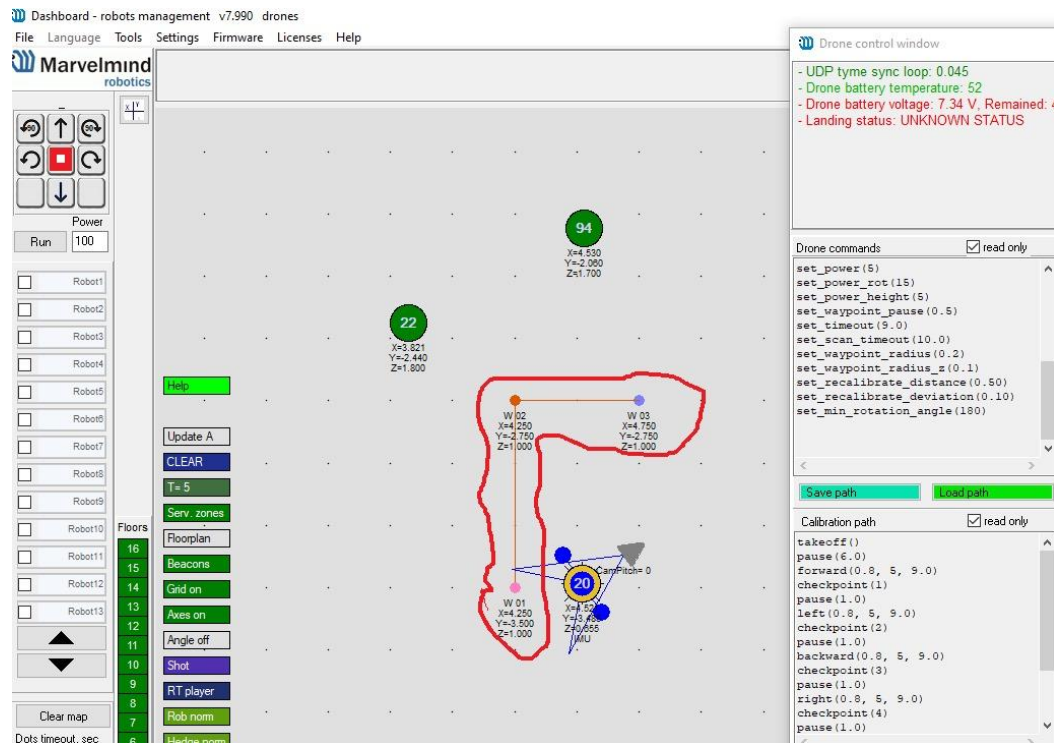 Dashboard - robots management v7.990 drones
File Language Tools Settings Firmware Licenses Help
Marvelmind
robotics
x y
90 90
Power
Run 100
Robot1
Robot2
Robot3
Robot4
Robot5
Robot6
Robot7
Robot8
Robot9
Robot10
Robot11
Robot12
Robot13
Clear map
Dots timeout, sec
Floors
16
15
14
13
12
11
10
9
8
7
6
Help
Update A
CLEAR
T= 5
Serv. zones
Floorplan
Beacons
Grid on
Axes on
Angle off
Shot
RT player
Rob norm
Hedge norm
94
X=4.530
Y=-2.060
Z=1.700
22
X=3.821
Y=-2.440
Z=1.800
W 02
X=4.250
Y=-2.750
Z=1.000
W 03
X=4.750
Y=-2.750
Z=1.000
W 01
X=4.250
Y=-3.500
Z=1.000
20
CamPitch= 0
IMU
Drone control window
- UDP tyme sync loop: 0.045
- Drone battery temperature: 52
- Drone battery voltage: 7.34 V, Remained:
- Landing status: UNKNOWN STATUS
Drone commands
read only
set_power(5)
set_power_rot(15)
set_power_height(5)
set_waypoint_pause(0.5)
set_timeout(9.0)
set_scan_timeout(10.0)
set_waypoint_radius(0.2)
set_waypoint_radius_z(0.1)
set_recalibrate_distance(0.50)
set_recalibrate_deviation(0.10)
set_min_rotation_angle(180)
Save path
Load path
Calibration path
read only
takeoff()
pause(6.0)
forward(0.8, 5, 9.0)
checkpoint(1)
pause(1.0)
left(0.8, 5, 9.0)
checkpoint(2)
pause(1.0)
backward(0.8, 5, 9.0)
checkpoint(3)
pause(1.0)
right(0.8, 5, 9.0)
checkpoint(4)
pause(1.0)